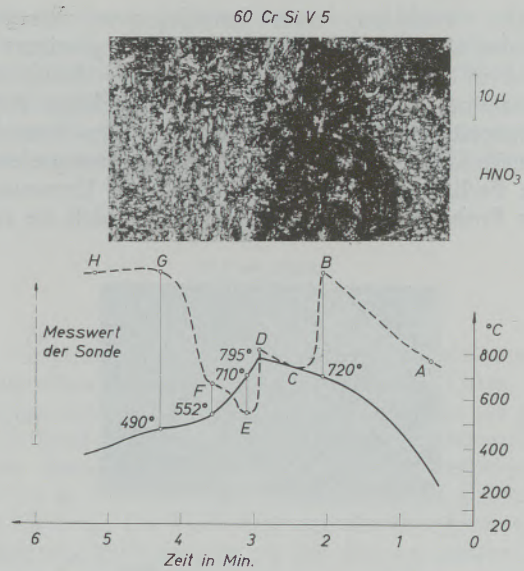 60 Cr Si V 5
10 µ
HNO3
H
G
B
Messwert
der Sonde
°C
D
795°
800
A
710°
C
720°
F
600
552°
490°
E
400
200
20
6
5
4
3
2
1
0
Zeit in Min.